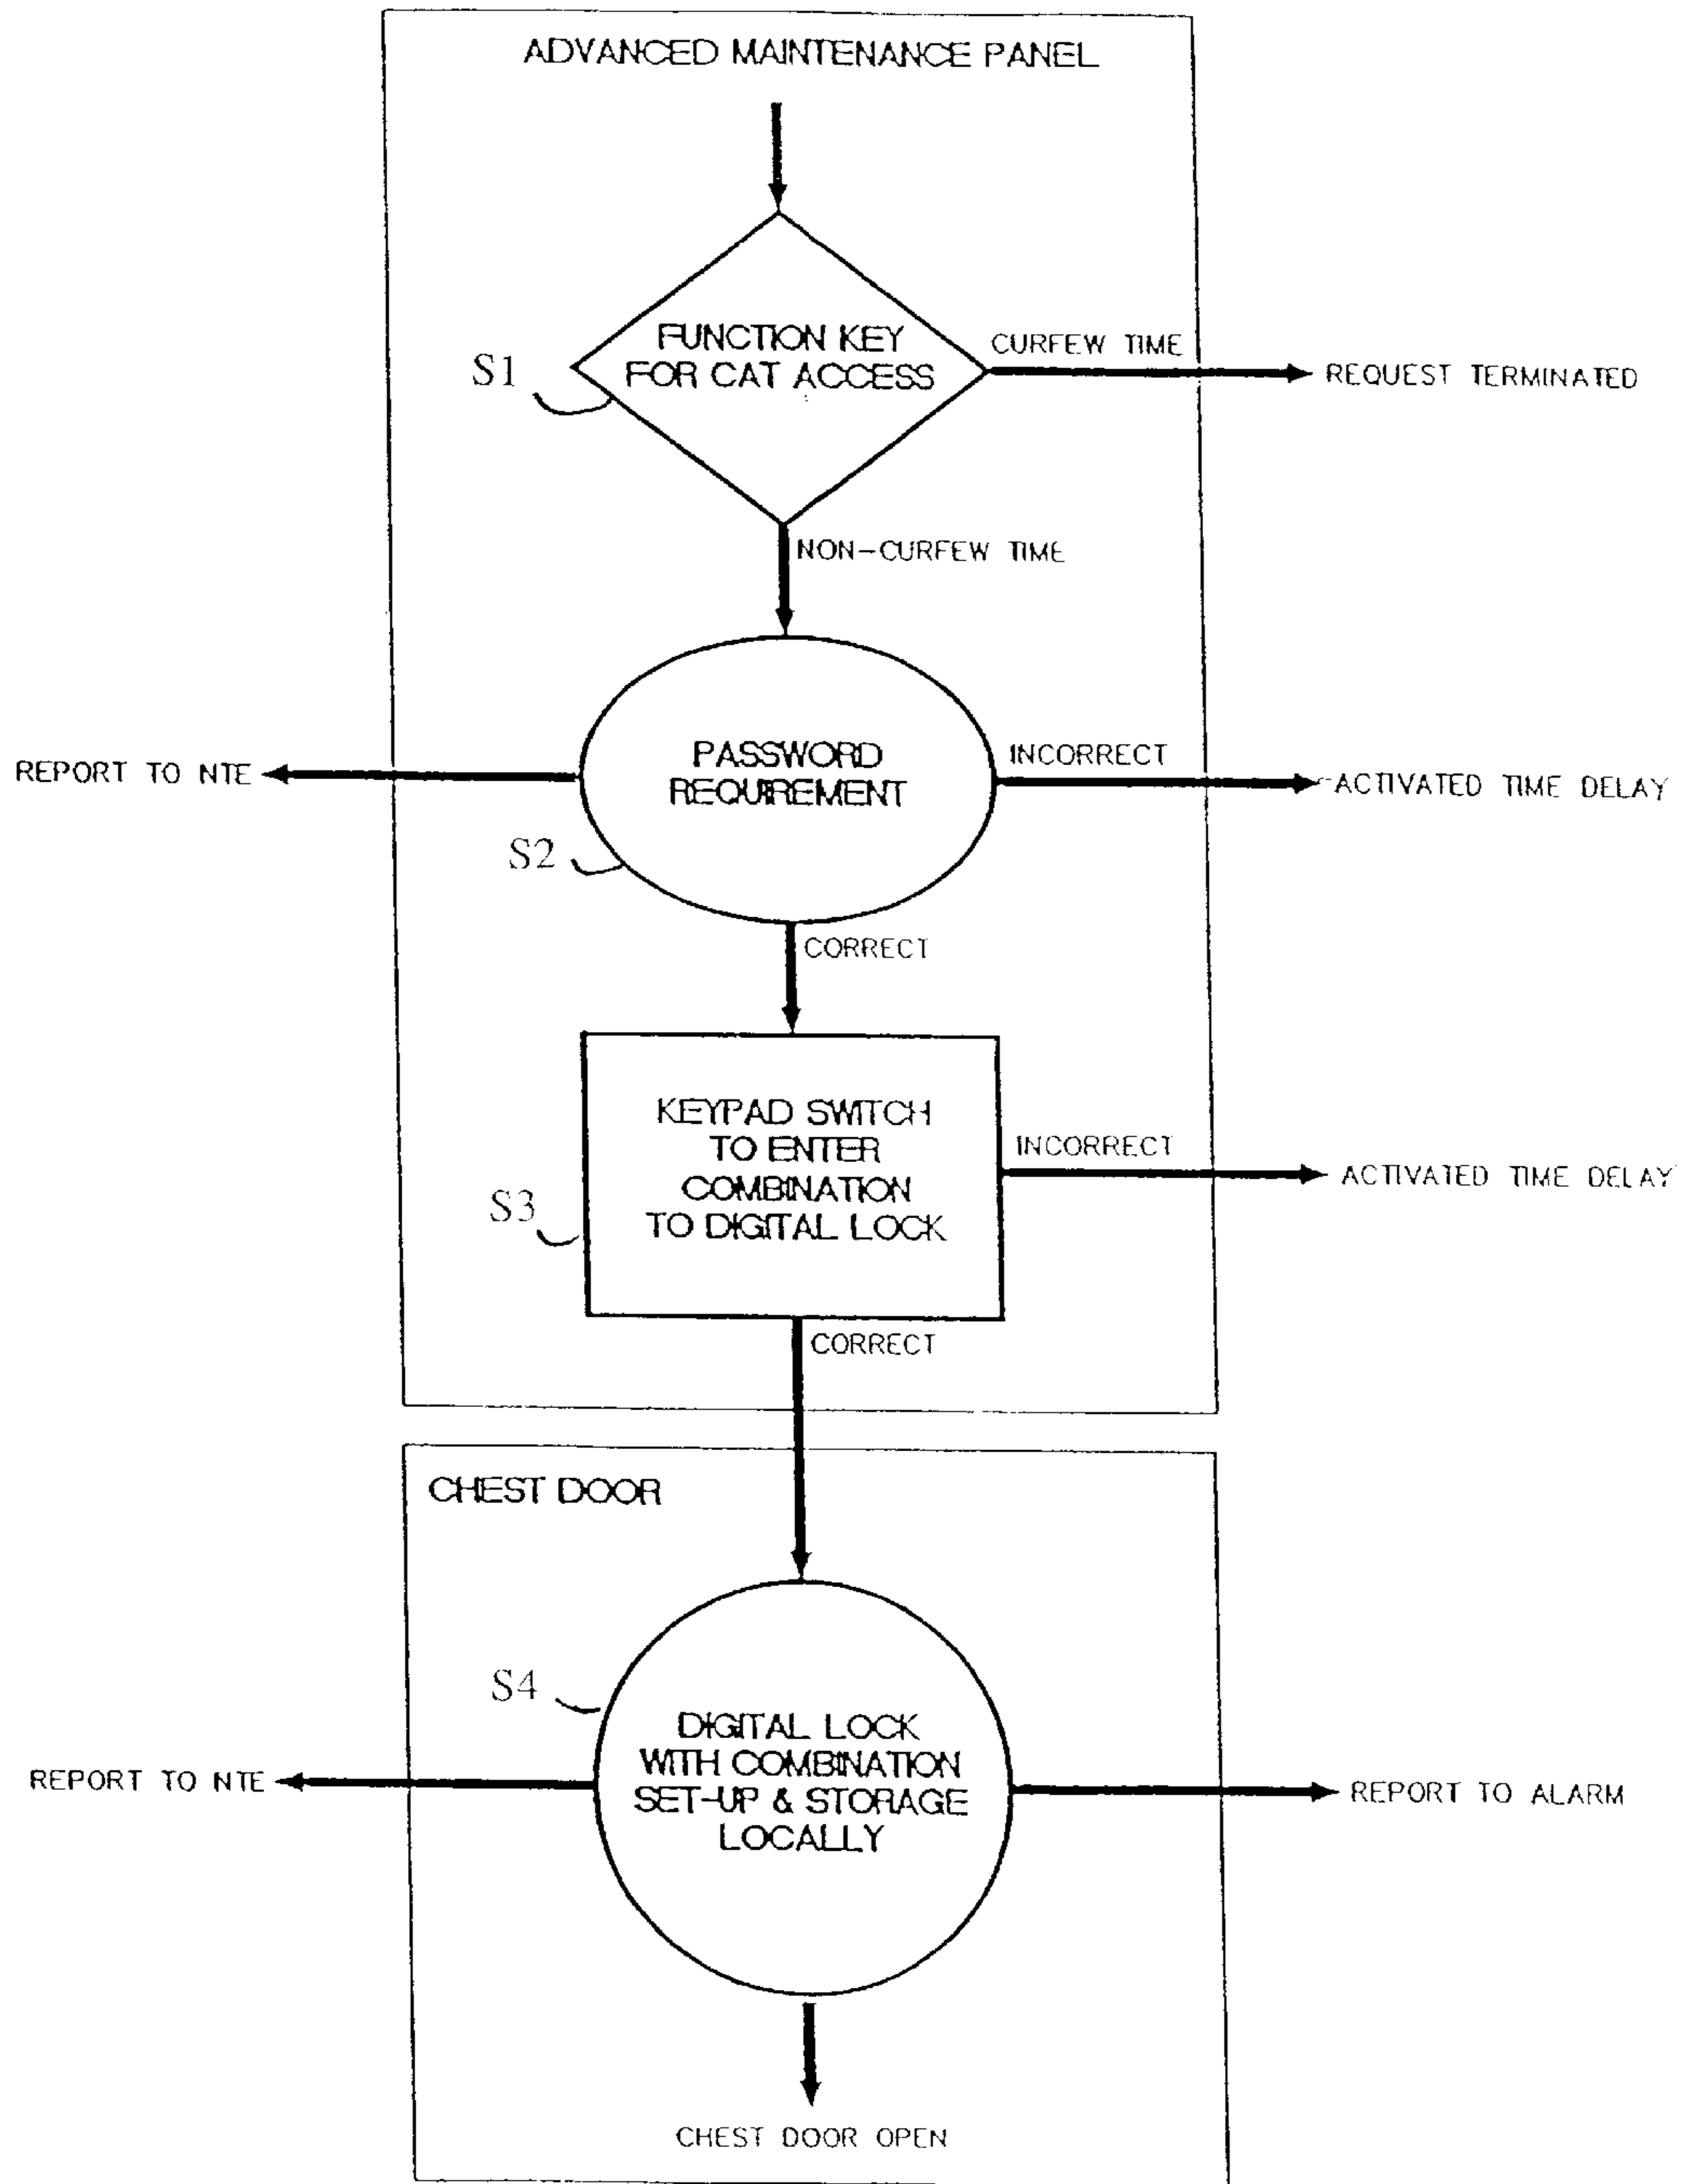 ADVANCED MAINTENANCE PANEL
FUNCTION KEY
FOR CAT ACCESS
S1
CURFEW TIME
REQUEST TERMINATED
NON-CURFEW TIME
REPORT TO NTE
PASSWORD
REQUIREMENT
S2
INCORRECT
ACTIVATED TIME DELAY
CORRECT
KEYPAD SWITCH
TO ENTER
COMBINATION
TO DIGITAL LOCK
S3
INCORRECT
ACTIVATED TIME DELAY
CORRECT
CHEST DOOR
S4
DIGITAL LOCK
WITH COMBINATION
SET-UP & STORAGE
LOCALLY
REPORT TO NTE
REPORT TO ALARM
CHEST DOOR OPEN